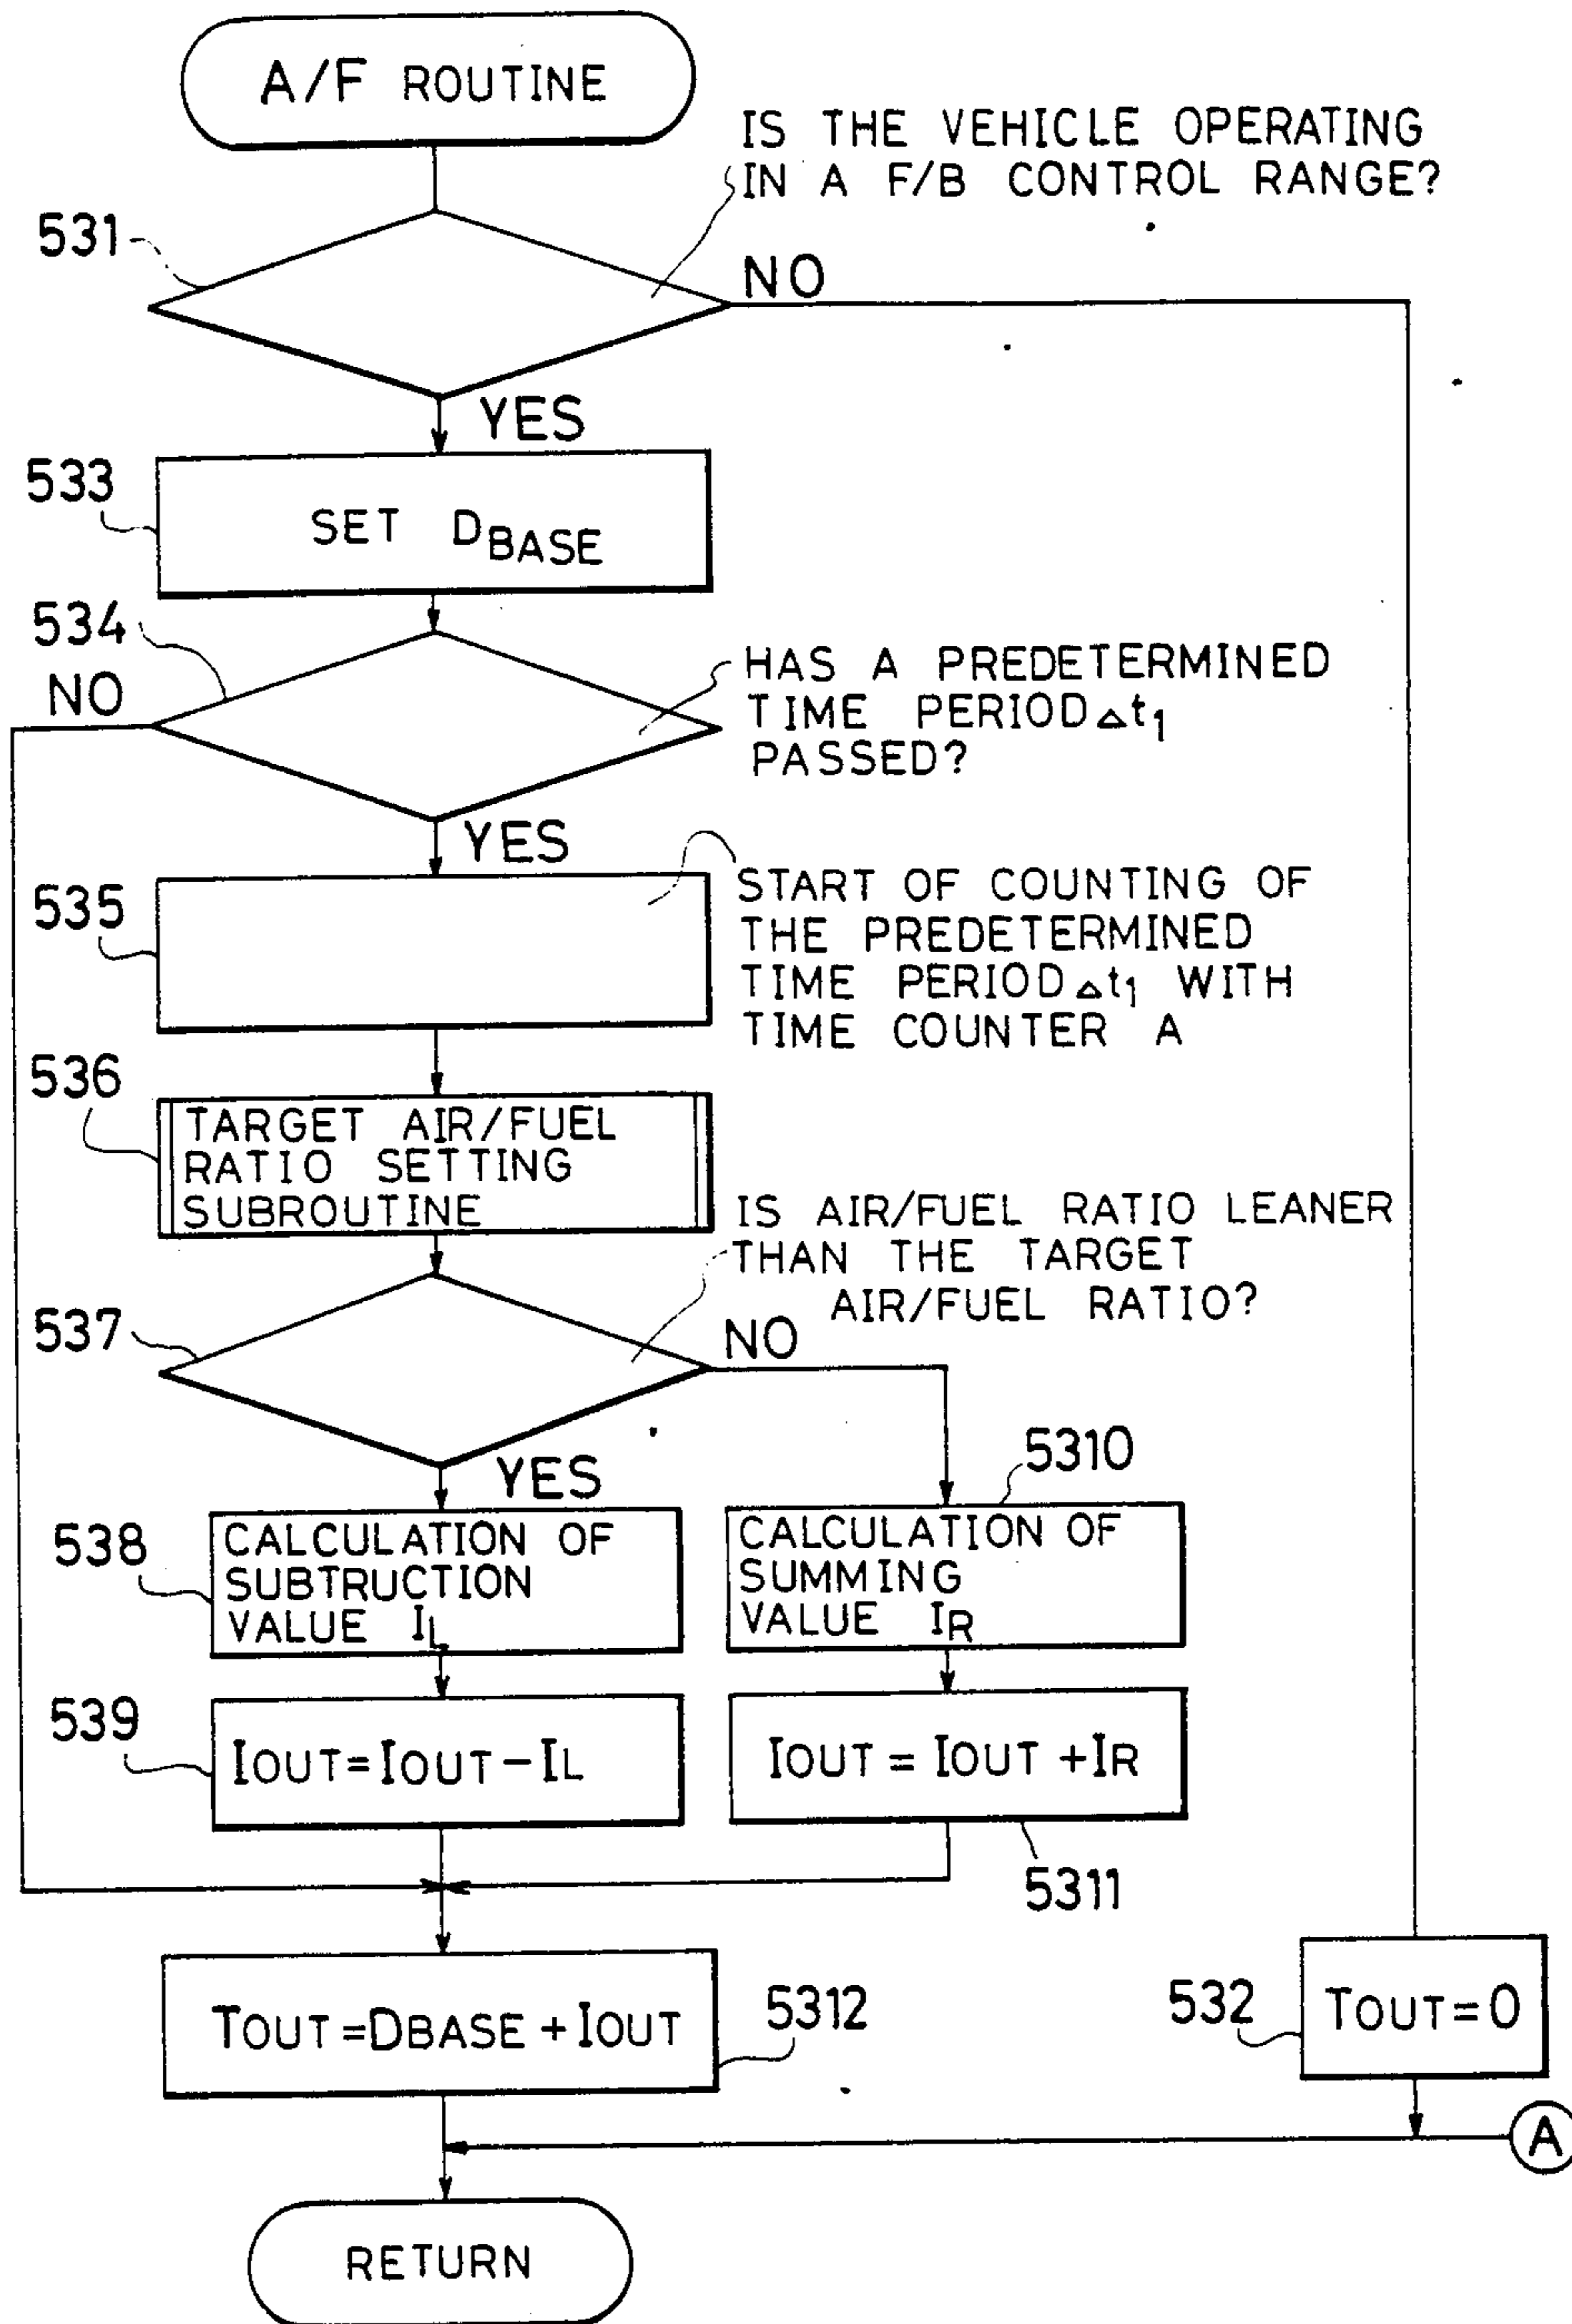 A/F ROUTINE
IS THE VEHICLE OPERATING
IN A F/B CONTROL RANGE?
531
NO
YES
533
SET DBASE
534
NO
HAS A PREDETERMINED
TIME PERIOD △t1
PASSED?
YES
535
START OF COUNTING OF
THE PREDETERMINED
TIME PERIOD △t1 WITH
TIME COUNTER A
536
TARGET AIR/FUEL
RATIO SETTING
SUBROUTINE
IS AIR/FUEL RATIO LEANER
THAN THE TARGET
AIR/FUEL RATIO?
537
NO
YES
5310
538
CALCULATION OF
SUBTRUCTION
VALUE IL
CALCULATION OF
SUMMING
VALUE IR
539
IOUT=IOUT-IL
IOUT = IOUT +IR
5311
TOUT=DBASE+IOUT
5312
532
TOUT=0
A
RETURN